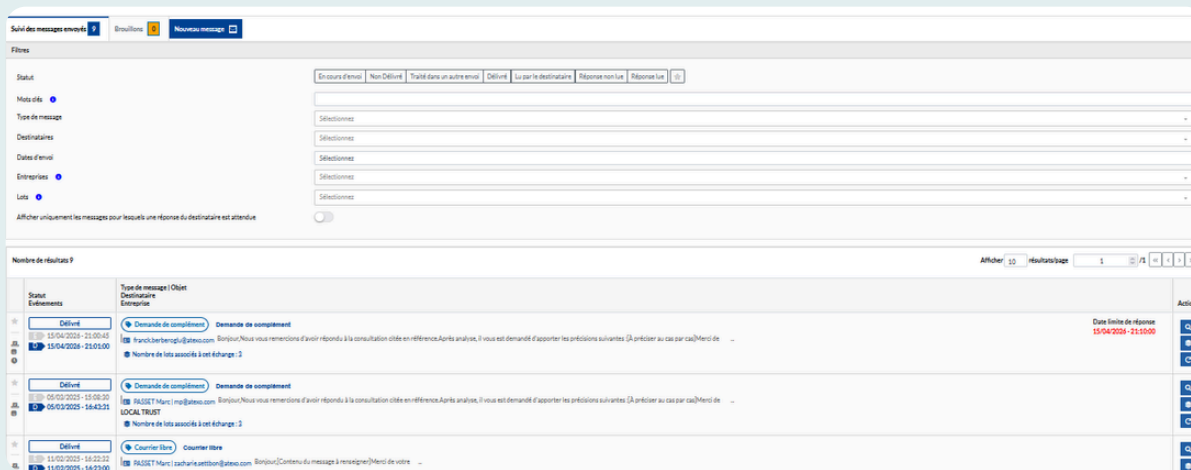 Suivi des messages envoyés 9 Brouillons 0 Nouveau message
Filtres
Statut En cours d'envoi Non Délivré Traité dans un autre envoi Délivré Lu par le destinataire Réponse non lue Réponse lue
Mots clés
Type de message Sélectionnez
Destinataires Sélectionnez
Dates d'envoi Sélectionnez
Entreprises Sélectionnez
Lots Sélectionnez
Afficher uniquement les messages pour lesquels une réponse du destinataire est attendue
Nombre de résultats 9 Afficher 10 résultats/page 1 /1
Statut
Evénements
Type de message | Objet
Destinataire
Entreprise
Actio
Délivré Demande de complément Demande de complément Date limite de réponse
15/04/2026 - 21:00:45 franck.berberoglu@atexo.com Bonjour,Nous vous remercions d'avoir répondu à la consultation citée en référence.Après analyse, il vous est demandé d'apporter les précisions suivantes :[À préciser au cas par cas]Merci de ... 15/04/2026 - 21:10:00
D 15/04/2026 - 21:01:00 Nombre de lots associés à cet échange : 3
Délivré Demande de complément Demande de complément
05/03/2025 - 15:08:30 PASSET Marc | mp@atexo.com Bonjour,Nous vous remercions d'avoir répondu à la consultation citée en référence.Après analyse, il vous est demandé d'apporter les précisions suivantes :[À préciser au cas par cas]Merci de ...
D 05/03/2025 - 16:43:31 LOCAL TRUST
Nombre de lots associés à cet échange : 3
Délivré Courrier libre Courrier libre
11/02/2025 - 16:22:32 PASSET Marc | zacharie.settbon@atexo.com Bonjour,[Contenu du message à renseigner]Merci de votre ...
D 11/02/2025 - 16:23:00